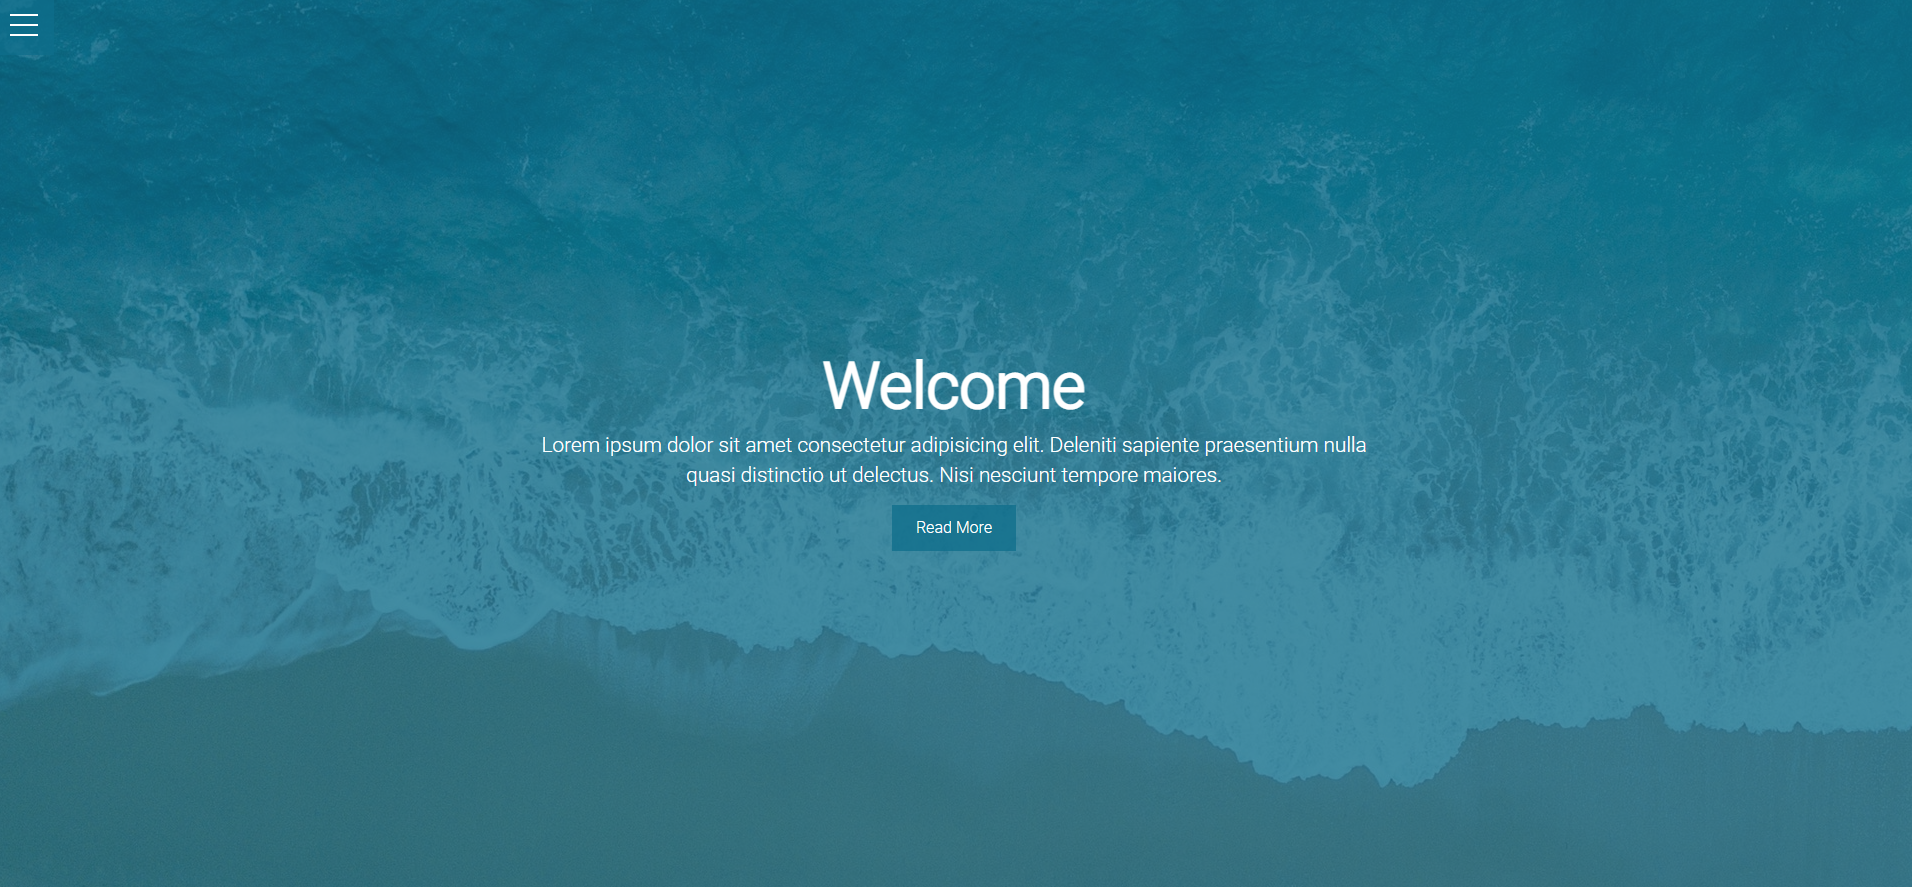 Welcome
Lorem ipsum dolor sit amet consectetur adipisicing elit. Deleniti sapiente praesentium nulla
quasi distinctio ut delectus. Nisi nesciunt tempore maiores.
Read More